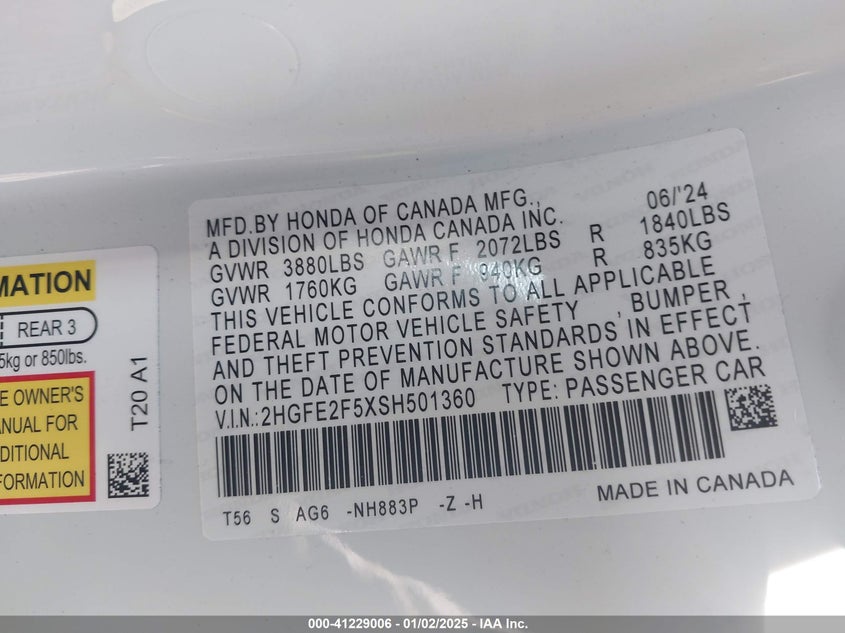 MFD.BY HONDA OF CANADA MFG., 06/'24
A DIVISION OF HONDA CANADA INC.
GVWR 3880LBS GAWR F 2072LBS R 1840LBS
GVWR 1760KG GAWR F 940KG R 835KG
THIS VEHICLE CONFORMS TO ALL APPLICABLE
FEDERAL MOTOR VEHICLE SAFETY , BUMPER ,
AND THEFT PREVENTION STANDARDS IN EFFECT
ON THE DATE OF MANUFACTURE SHOWN ABOVE.
V.I.N.:2HGFE2F5XSH501360 TYPE: PASSENGER CAR
T56 S AG6 -NH883P -Z -H
MADE IN CANADA
MATION
REAR 3
5kg or 850lbs.
E OWNER'S
ANUAL FOR
DITIONAL
FORMATION
T20 A1
000-41229006 - 01/02/2025 - IAA Inc.